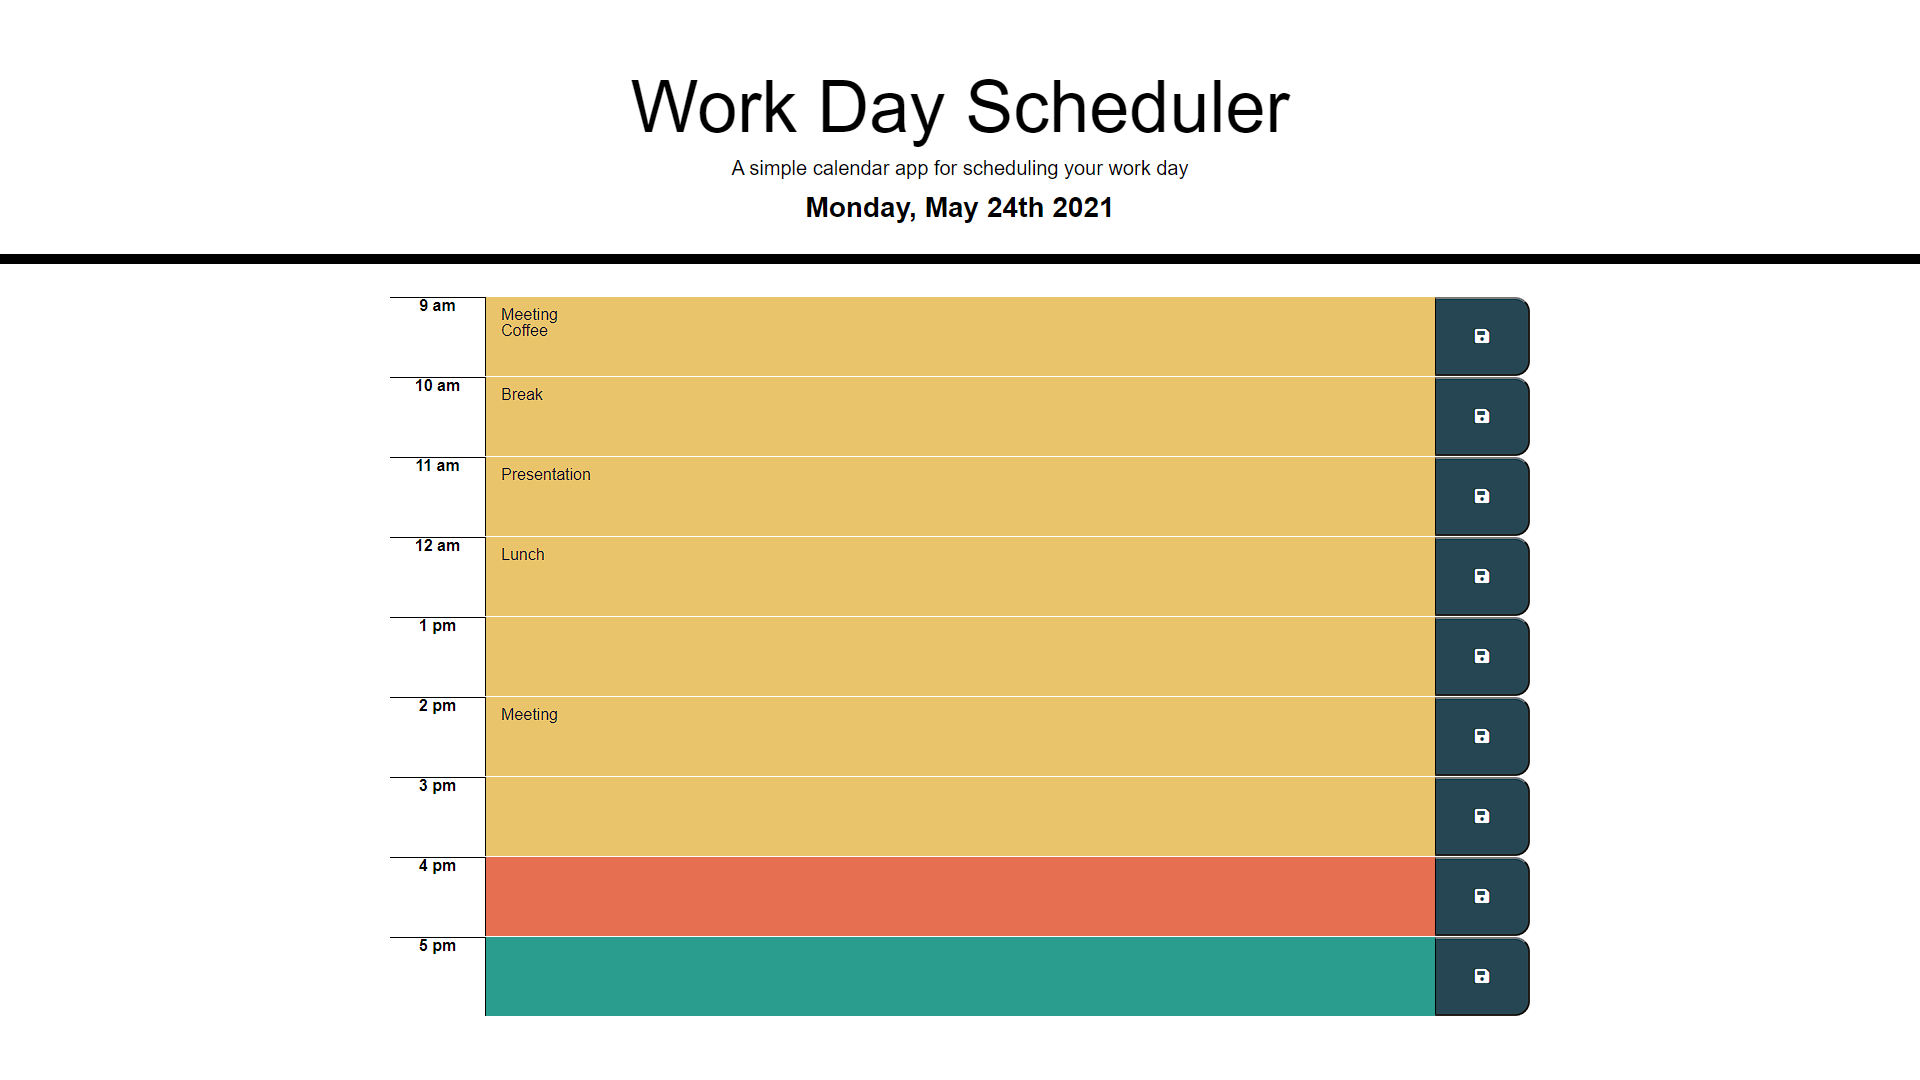 Work Day Scheduler
A simple calendar app for scheduling your work day
Monday, May 24th 2021
9 am
Meeting
Coffee
10 am
Break
11 am
Presentation
12 am
Lunch
1 pm
2 pm
Meeting
3 pm
4 pm
5 pm